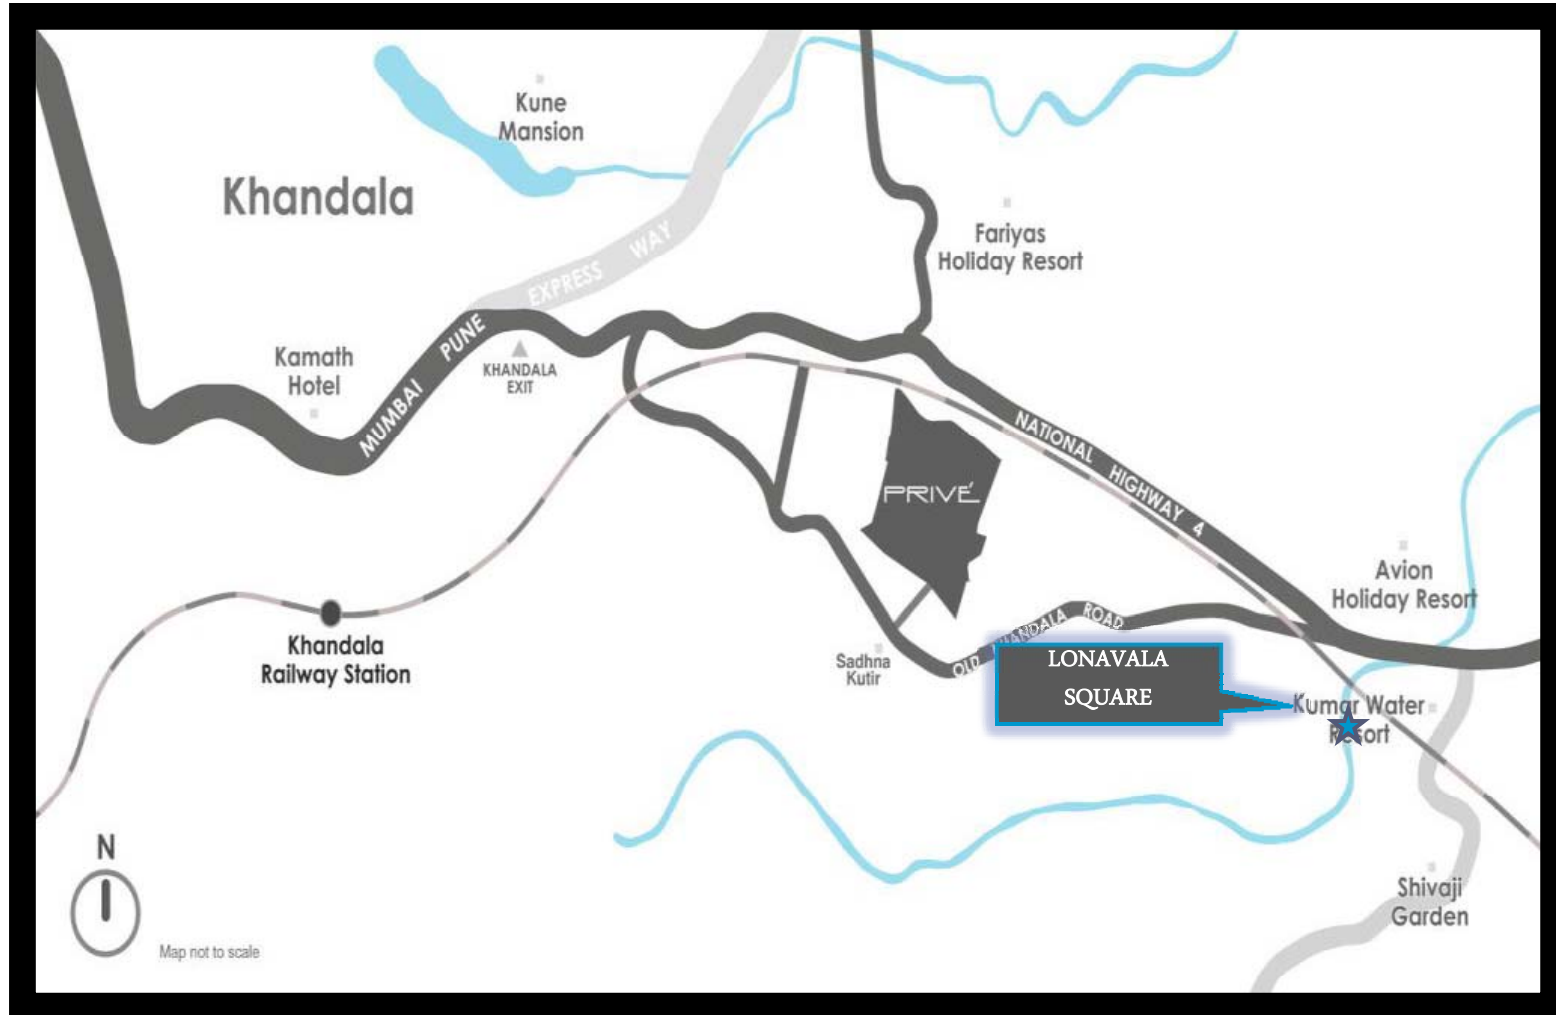 Kune
Mansion
Khandala
EXPRESS WAY
Fariyas
Holiday Resort
MUMBAI PUNE
KHANDALA
EXIT
Kamath
Hotel
NATIONAL HIGHWAY 4
PRIVÉ
Avion
Holiday Resort
Khandala
Railway Station
Sadhna
Kutir
OLD KHANDALA ROAD
LONAVALA
SQUARE
Kumar Water
Resort
N
Map not to scale
Shivaji
Garden